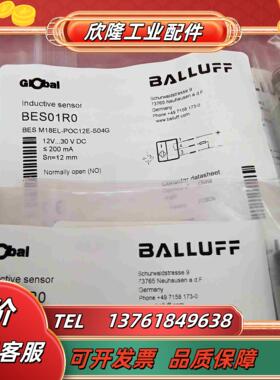 欣隆工业配件
Global
Inductive sensor
BES01R0
BES M18EL-POC12E-S04G
12V...30 V DC
≤ 200 mA
Sn=12 mm
Normally open (NO)
BALLUFF
Schurwaldstrasse 9
73765 Neuhausen a.d.F
Germany
Phone +49 7158 173-0
datasheet
BALLUFF
Schurwaldstrasse 9
73765 Neuhausen a.d.F
Germany
Phone +49 7158 173-0
sensor
价
TEL 13761849638
客服
可开发票 品质保障